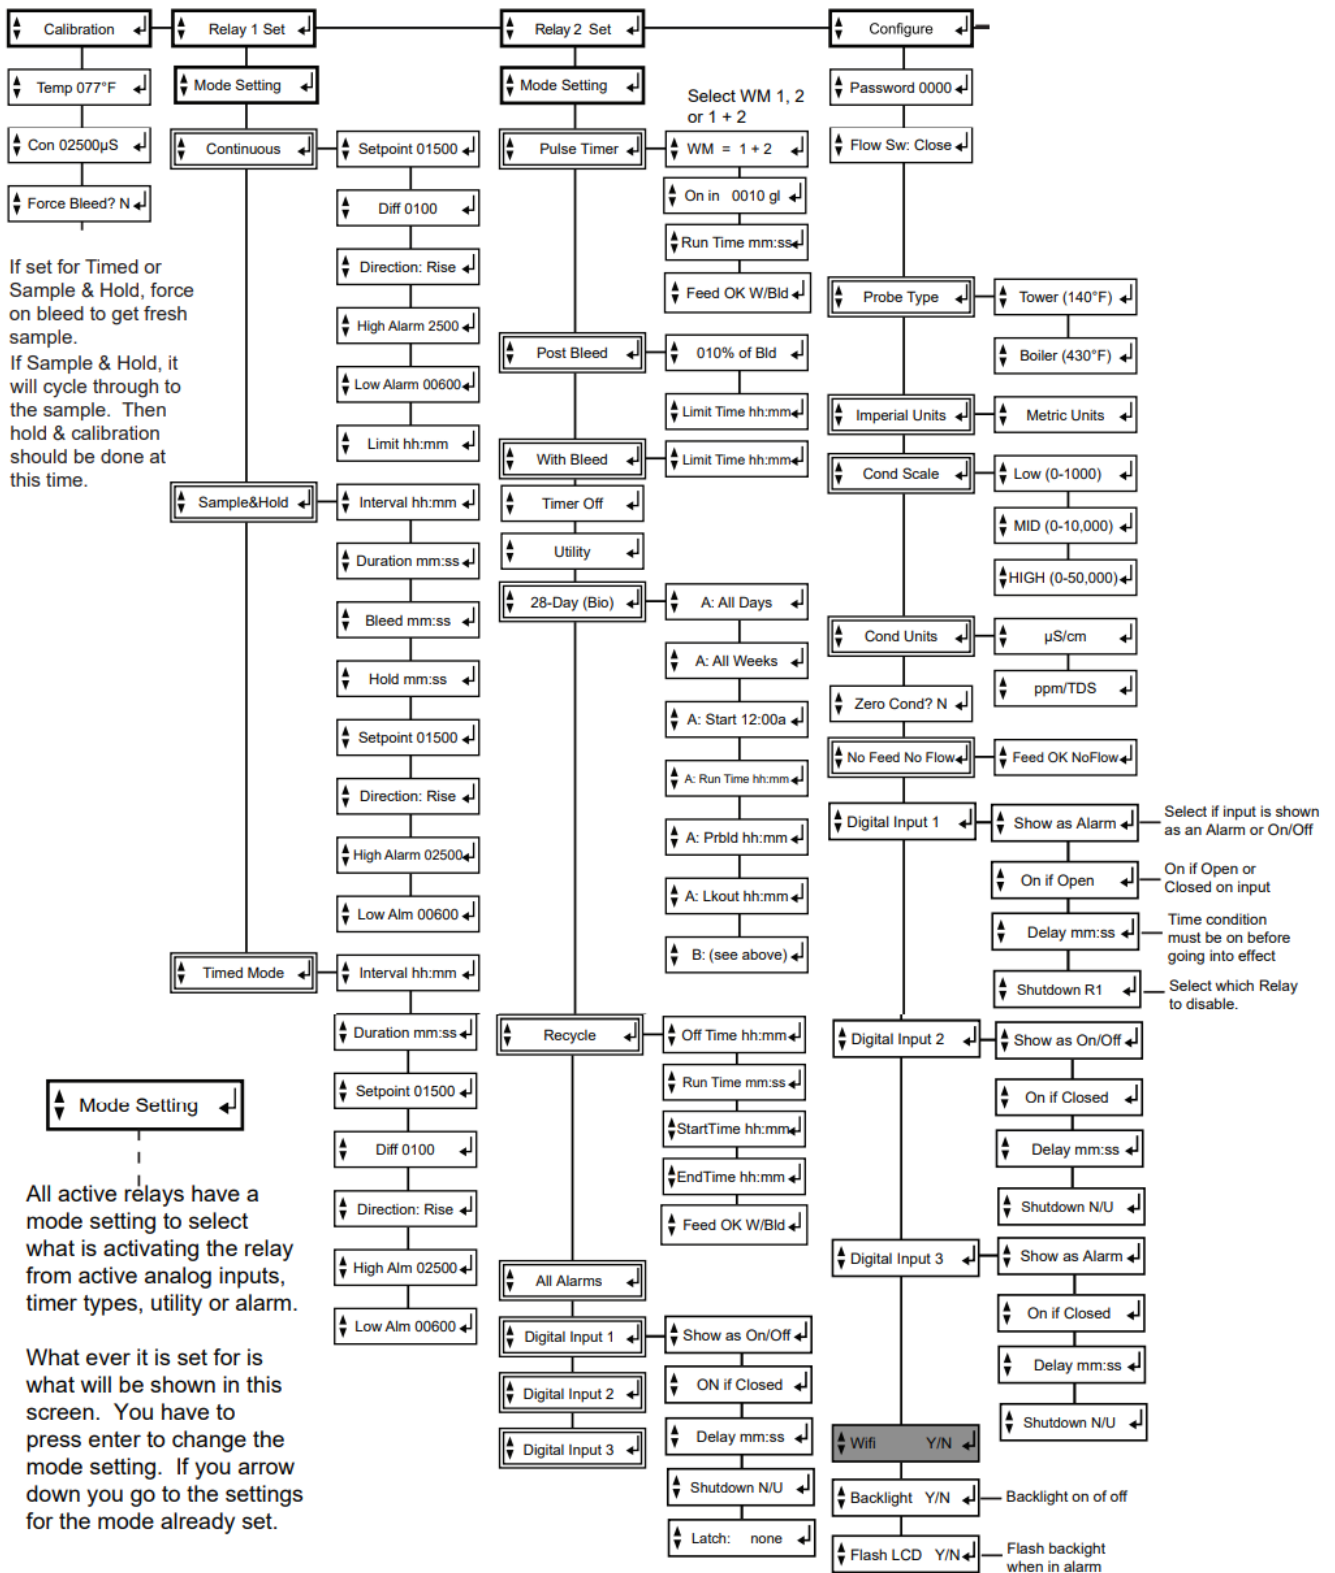 Calibration
Temp 077°F
Con 02500µS
Force Bleed? N
If set for Timed or
Sample & Hold, force
on bleed to get fresh
sample.
If Sample & Hold, it
will cycle through to
the sample. Then
hold & calibration
should be done at
this time.
Mode Setting
All active relays have a
mode setting to select
what is activating the relay
from active analog inputs,
timer types, utility or alarm.
What ever it is set for is
what will be shown in this
screen. You have to
press enter to change the
mode setting. If you arrow
down you go to the settings
for the mode already set.
Relay 1 Set
Mode Setting
Continuous
Setpoint 01500
Diff 0100
Direction: Rise
High Alarm 2500
Low Alarm 00600
Limit hh:mm
Sample&Hold
Interval hh:mm
Duration mm:ss
Bleed mm:ss
Hold mm:ss
Setpoint 01500
Direction: Rise
High Alarm 02500
Low Alm 00600
Timed Mode
Interval hh:mm
Duration mm:ss
Setpoint 01500
Diff 0100
Direction: Rise
High Alm 02500
Low Alm 00600
Relay 2 Set
Mode Setting
Select WM 1, 2
or 1 + 2
Pulse Timer
WM = 1 + 2
On in 0010 gl
Run Time mm:ss
Feed OK W/Bld
Post Bleed
010% of Bld
Limit Time hh:mm
With Bleed
Limit Time hh:mm
Timer Off
Utility
28-Day (Bio)
A: All Days
A: All Weeks
A: Start 12:00a
A: Run Time hh:mm
A: Prbld hh:mm
A: Lkout hh:mm
B: (see above)
Recycle
Off Time hh:mm
Run Time mm:ss
StartTime hh:mm
EndTime hh:mm
Feed OK W/Bld
All Alarms
Digital Input 1
Show as On/Off
ON if Closed
Delay mm:ss
Shutdown N/U
Latch: none
Digital Input 2
Digital Input 3
Configure
Password 0000
Flow Sw: Close
Probe Type
Tower (140°F)
Boiler (430°F)
Imperial Units
Metric Units
Cond Scale
Low (0-1000)
MID (0-10,000)
HIGH (0-50,000)
Cond Units
µS/cm
ppm/TDS
Zero Cond? N
No Feed No Flow
Feed OK NoFlow
Digital Input 1
Show as Alarm
Select if input is shown
as an Alarm or On/Off
On if Open
On if Open or
Closed on input
Delay mm:ss
Time condition
must be on before
going into effect
Shutdown R1
Select which Relay
to disable.
Digital Input 2
Show as On/Off
On if Closed
Delay mm:ss
Shutdown N/U
Digital Input 3
Show as Alarm
On if Closed
Delay mm:ss
Shutdown N/U
Wifi Y/N
Backlight Y/N
Backlight on of off
Flash LCD Y/N
Flash backight
when in alarm